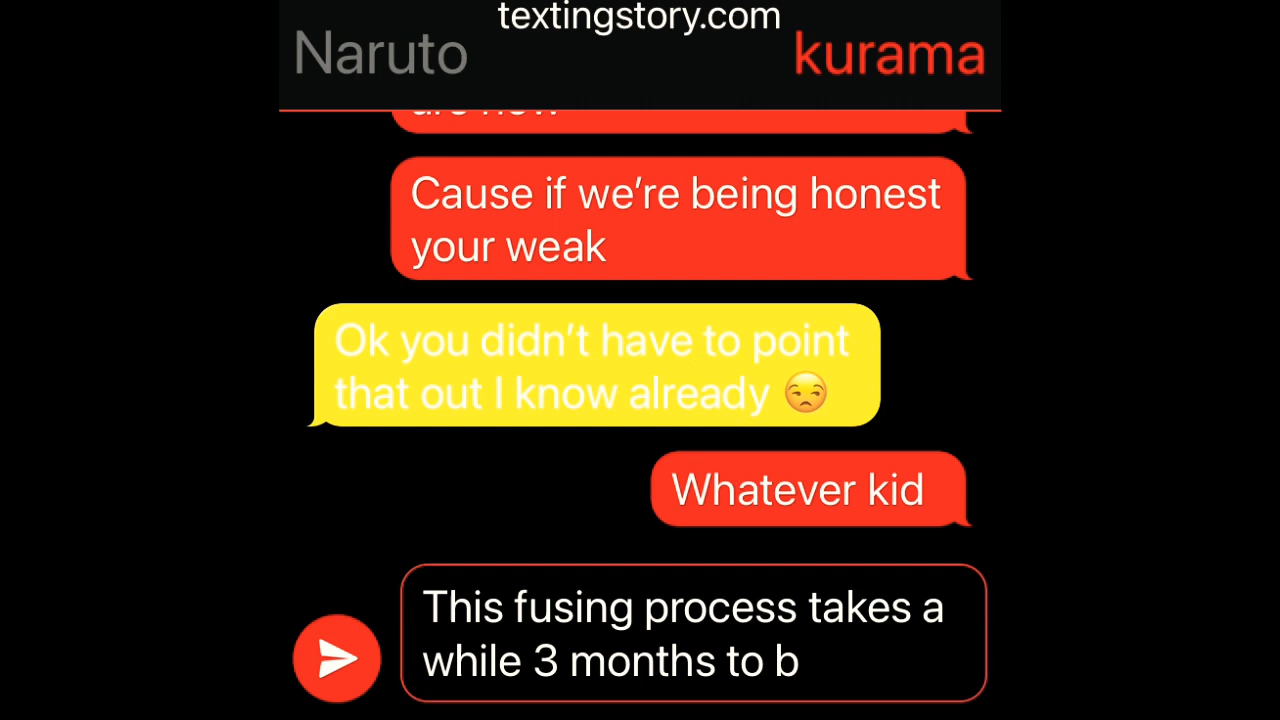 textingstory.com
Naruto kurama
Cause if we’re being honest
your weak
Ok you didn’t have to point
that out I know already 😒
Whatever kid
This fusing process takes a
while 3 months to b